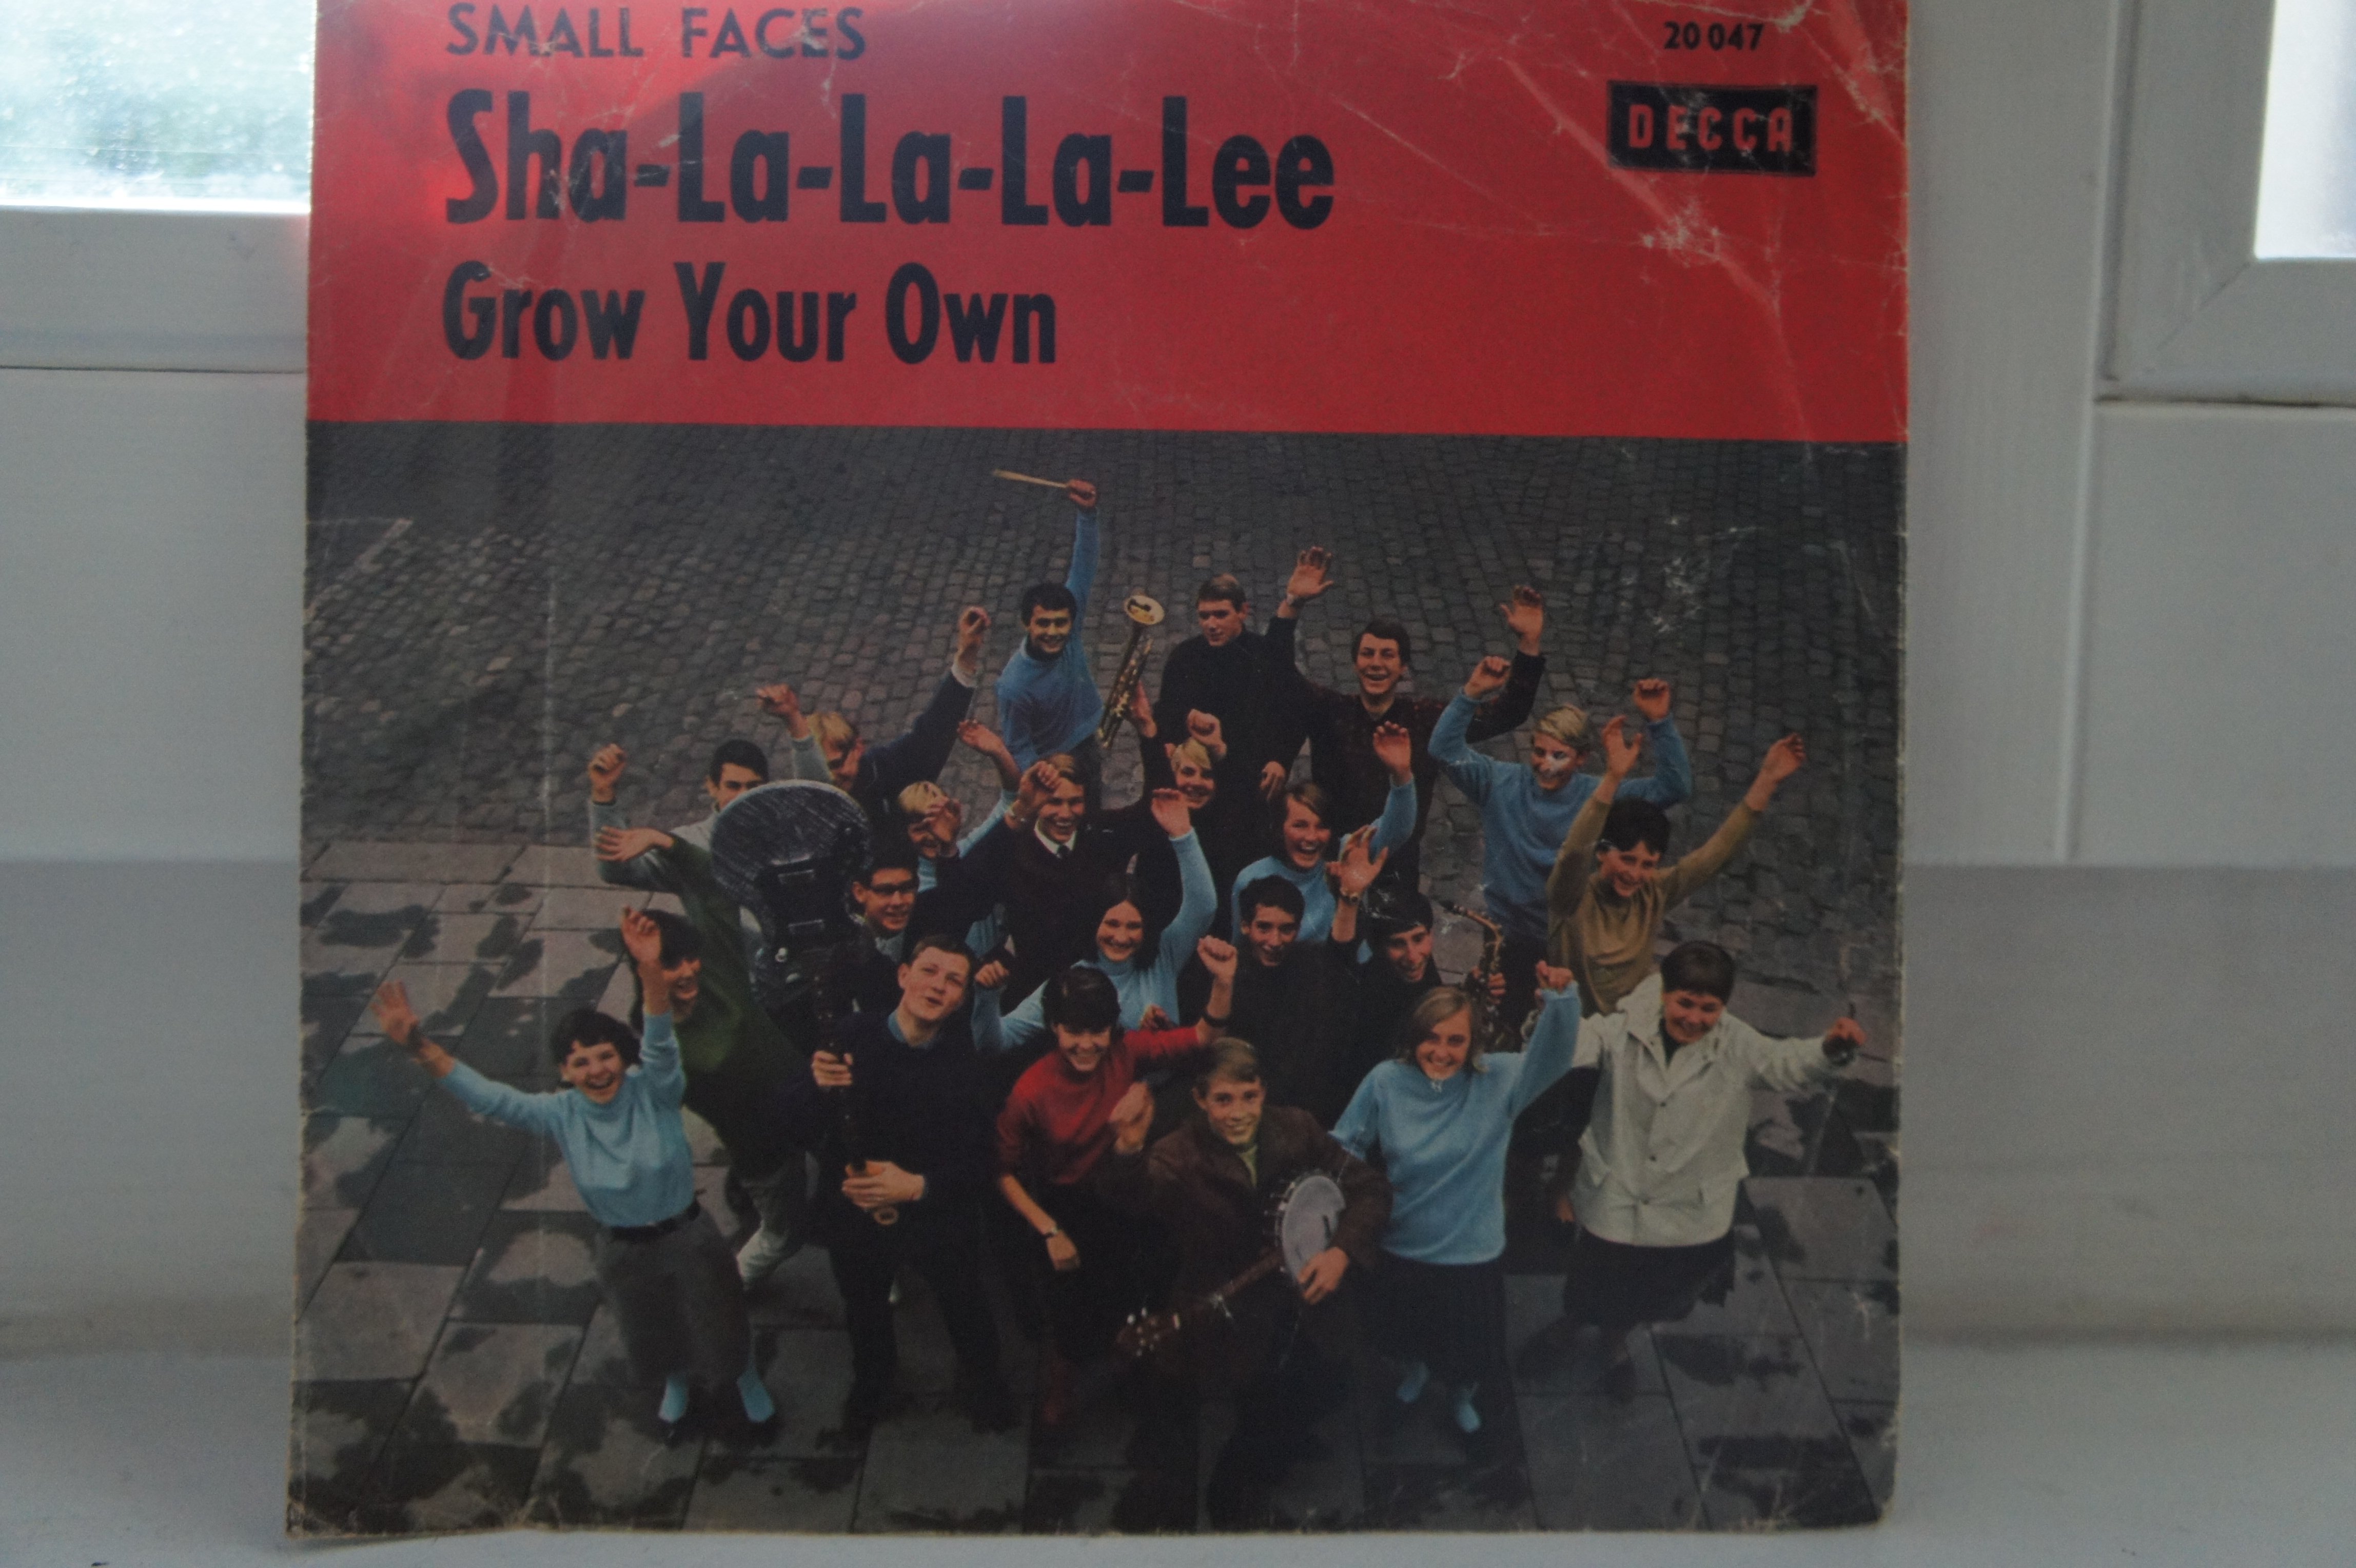 SMALL FACES
20 047
DECCA
Sha-La-La-La-Lee
Grow Your Own